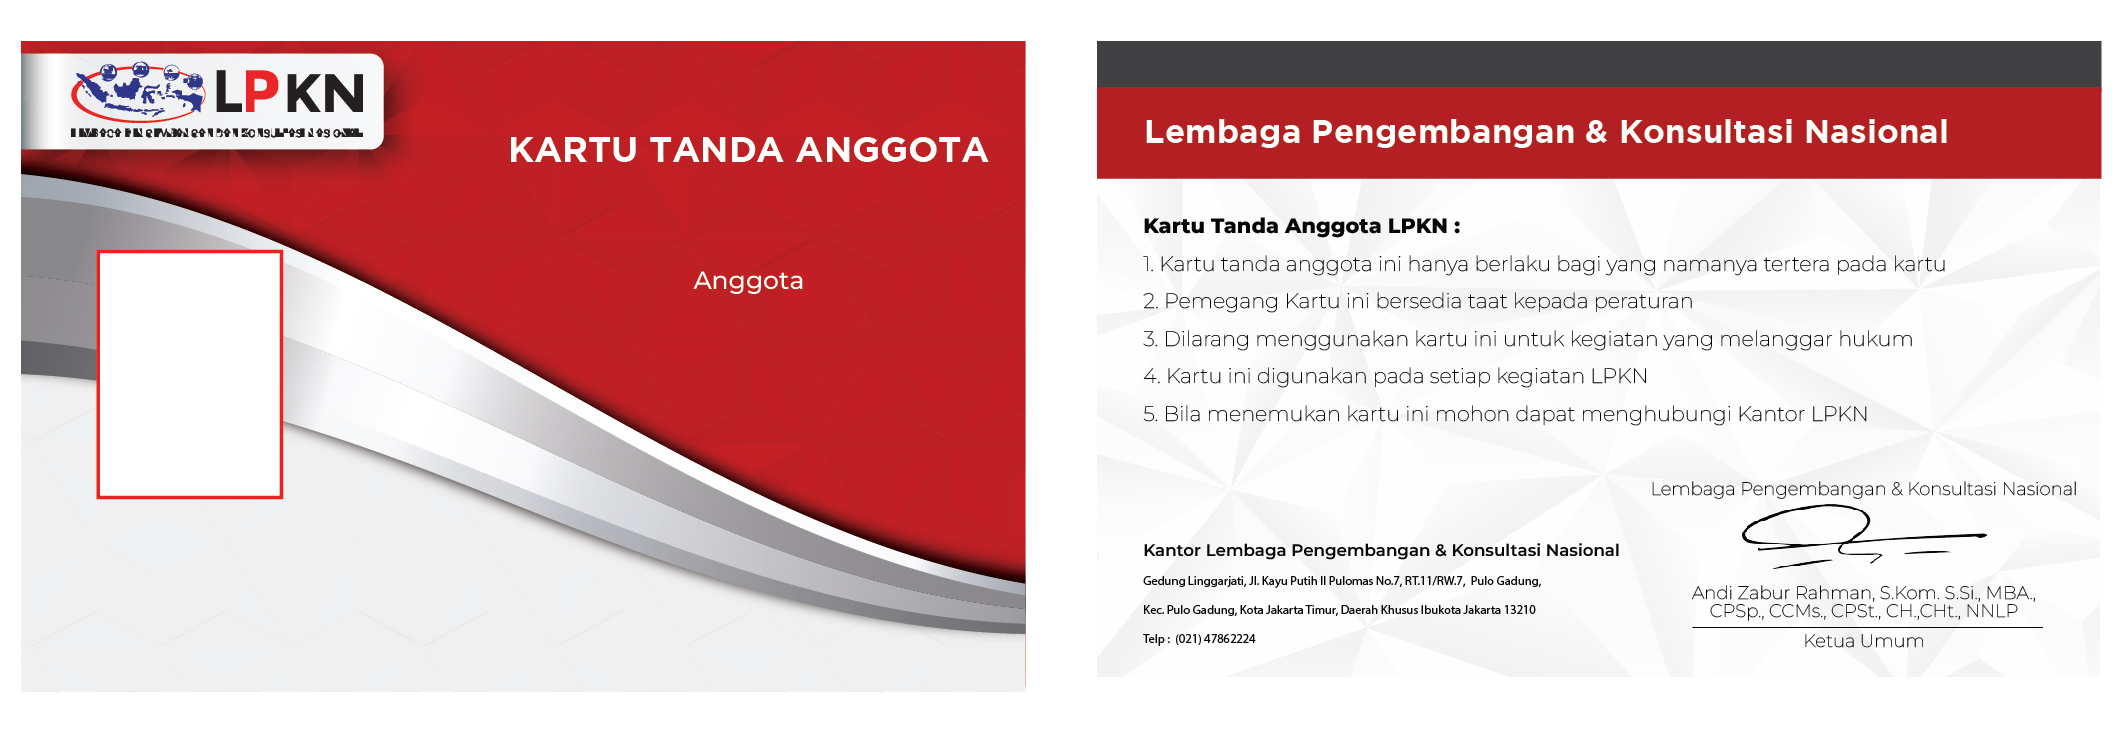 LPKN
KARTU TANDA ANGGOTA
Anggota
Lembaga Pengembangan & Konsultasi Nasional
Kartu Tanda Anggota LPKN :
1. Kartu tanda anggota ini hanya berlaku bagi yang namanya tertera pada kartu
2. Pemegang Kartu ini bersedia taat kepada peraturan
3. Dilarang menggunakan kartu ini untuk kegiatan yang melanggar hukum
4. Kartu ini digunakan pada setiap kegiatan LPKN
5. Bila menemukan kartu ini mohon dapat menghubungi Kantor LPKN
Kantor Lembaga Pengembangan & Konsultasi Nasional
Gedung Linggarjati, Jl. Kayu Putih II Pulomas No.7, RT.11/RW.7, Pulo Gadung,
Kec. Pulo Gadung, Kota Jakarta Timur, Daerah Khusus Ibukota Jakarta 13210
Telp : (021) 47862224
Lembaga Pengembangan & Konsultasi Nasional
Andi Zabur Rahman, S.Kom. S.Si., MBA.,
CPSp., CCMs., CPSt., CH.,CHt., NNLP
Ketua Umum